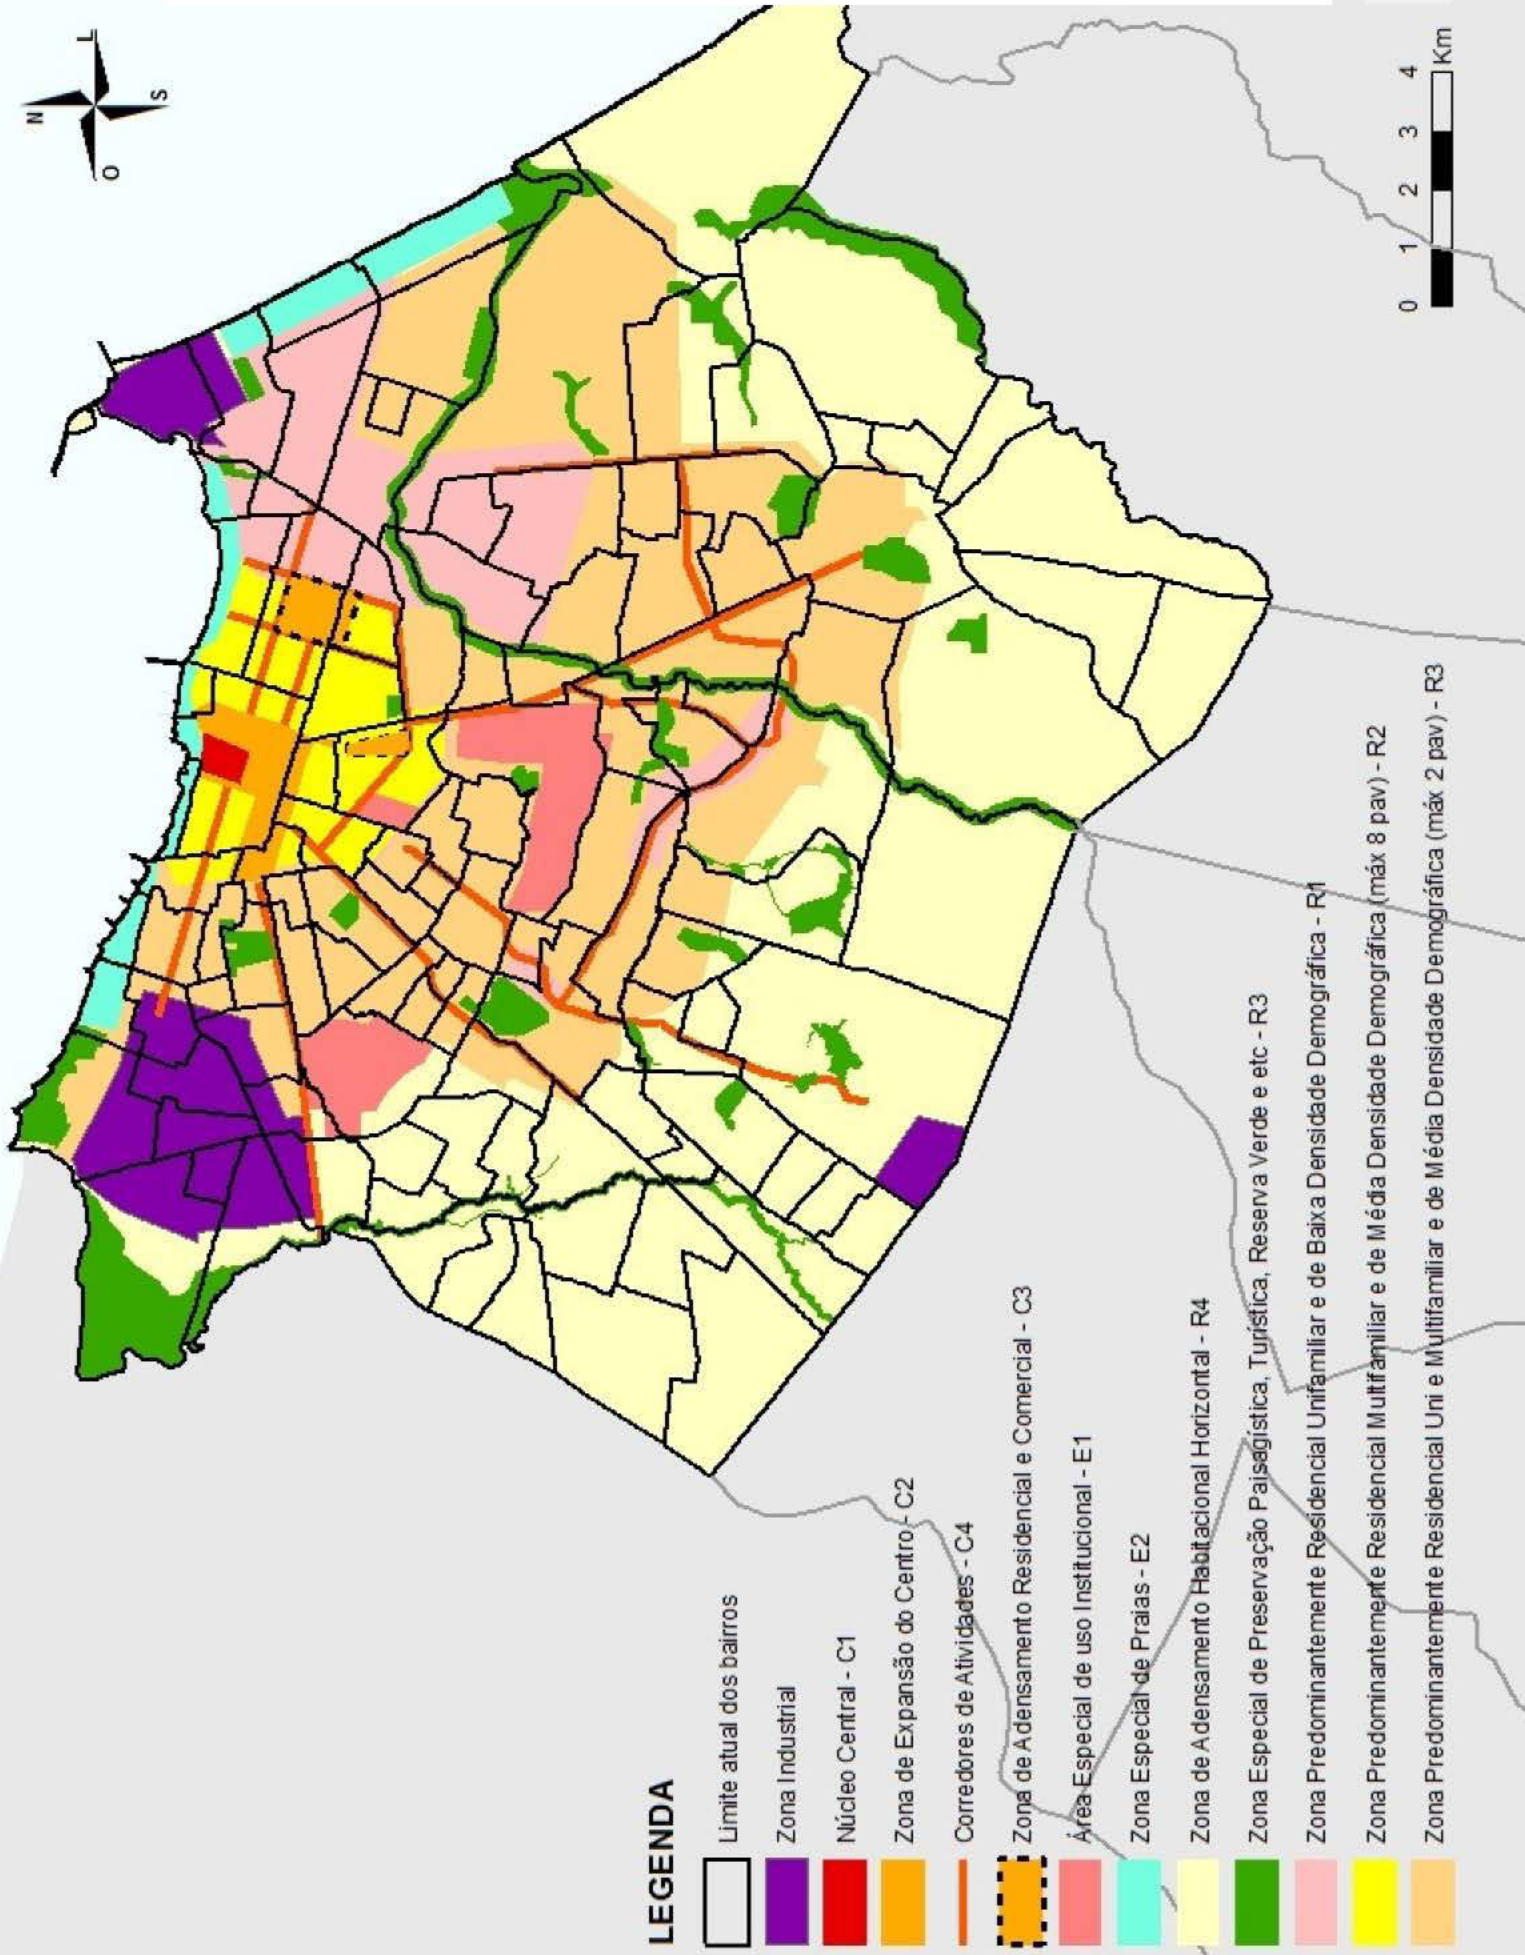 N
L
S
O
LEGENDA
Limite atual dos bairros
Zona Industrial
Núcleo Central - C1
Zona de Expansão do Centro - C2
Corredores de Atividades - C4
Zona de Adensamento Residencial e Comercial - C3
Área Especial de uso Institucional - E1
Zona Especial de Praias - E2
Zona de Adensamento Habitacional Horizontal - R4
Zona Especial de Preservação Paisagística, Turística, Reserva Verde e etc - R3
Zona Predominantemente Residencial Unifamiliar e de Baixa Densidade Demográfica - R1
Zona Predominantemente Residencial Multifamiliar e de Média Densidade Demográfica (máx 8 pav) - R2
Zona Predominantemente Residencial Uni e Multifamiliar e de Média Densidade Demográfica (máx 2 pav) - R3
0 1 2 3 4
Km